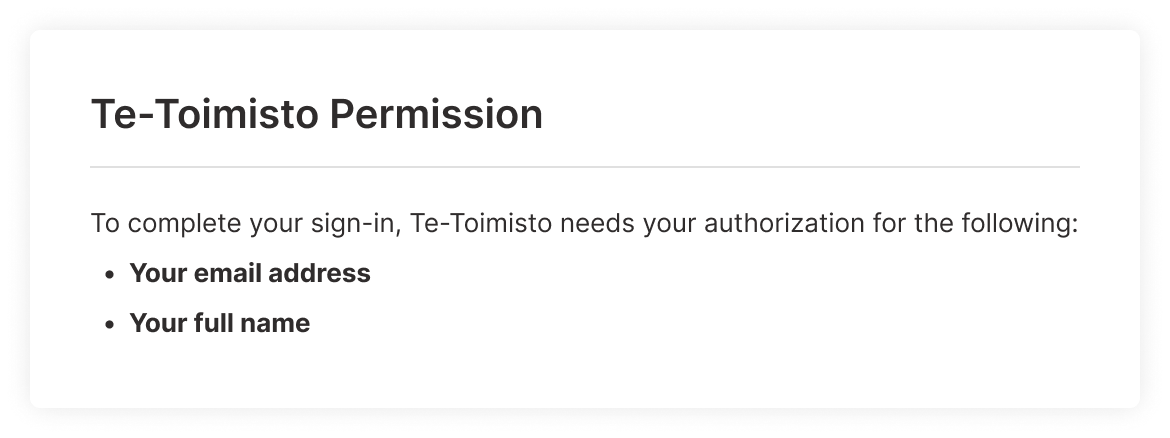 Te-Toimisto Permission
To complete your sign-in, Te-Toimisto needs your authorization for the following:
• Your email address
• Your full name